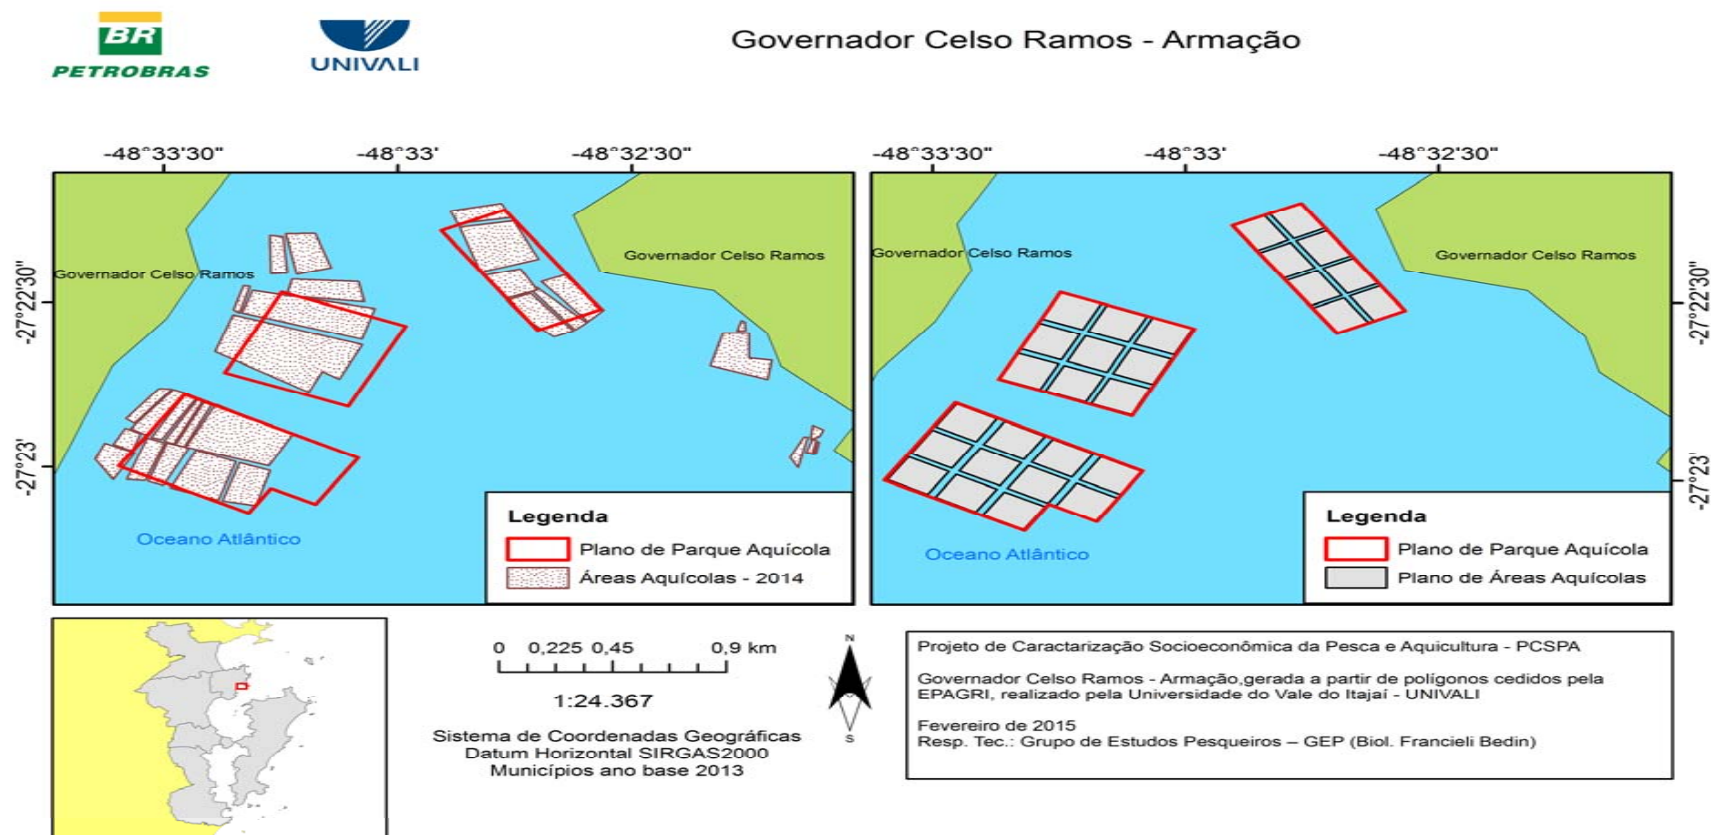 BR
PETROBRAS
UNIVALI
Governador Celso Ramos - Armação
-48°33'30"
-48°33'
-48°32'30"
-48°33'30"
-48°33'
-48°32'30"
-27°22'30"
-27°23'
Governador Celso Ramos
Governador Celso Ramos
Oceano Atlântico
Legenda
Plano de Parque Aquícola
Áreas Aquícolas - 2014
Governador Celso Ramos
Governador Celso Ramos
Oceano Atlântico
Legenda
Plano de Parque Aquícola
Plano de Áreas Aquícolas
-27°22'30"
-27°23'
0 0,225 0,45 0,9 km
1:24.367
Sistema de Coordenadas Geográficas
Datum Horizontal SIRGAS2000
Municípios ano base 2013
N
S
Projeto de Caractarização Socioeconômica da Pesca e Aquicultura - PCSPA
Governador Celso Ramos - Armação,gerada a partir de polígonos cedidos pela
EPAGRI, realizado pela Universidade do Vale do Itajaí - UNIVALI
Fevereiro de 2015
Resp. Tec.: Grupo de Estudos Pesqueiros – GEP (Biol. Francieli Bedin)